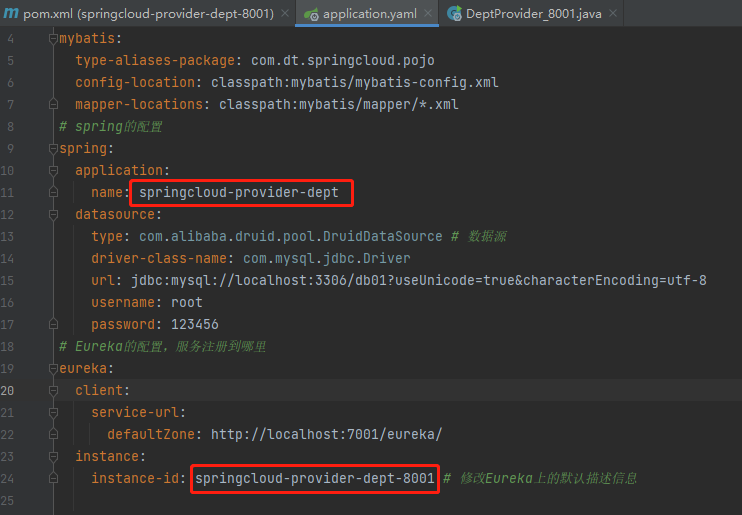 pom.xml (springcloud-provider-dept-8001) application.yaml DeptProvider_8001.java
4 mybatis:
5 type-aliases-package: com.dt.springcloud.pojo
6 config-location: classpath:mybatis/mybatis-config.xml
7 mapper-locations: classpath:mybatis/mapper/*.xml
8 # spring的配置
9 spring:
10 application:
11 name: springcloud-provider-dept
12 datasource:
13 type: com.alibaba.druid.pool.DruidDataSource # 数据源
14 driver-class-name: com.mysql.jdbc.Driver
15 url: jdbc:mysql://localhost:3306/db01?useUnicode=true&characterEncoding=utf-8
16 username: root
17 password: 123456
18 # Eureka的配置，服务注册到哪里
19 eureka:
20 client:
21 service-url:
22 defaultZone: http://localhost:7001/eureka/
23 instance:
24 instance-id: springcloud-provider-dept-8001 # 修改Eureka上的默认描述信息
25